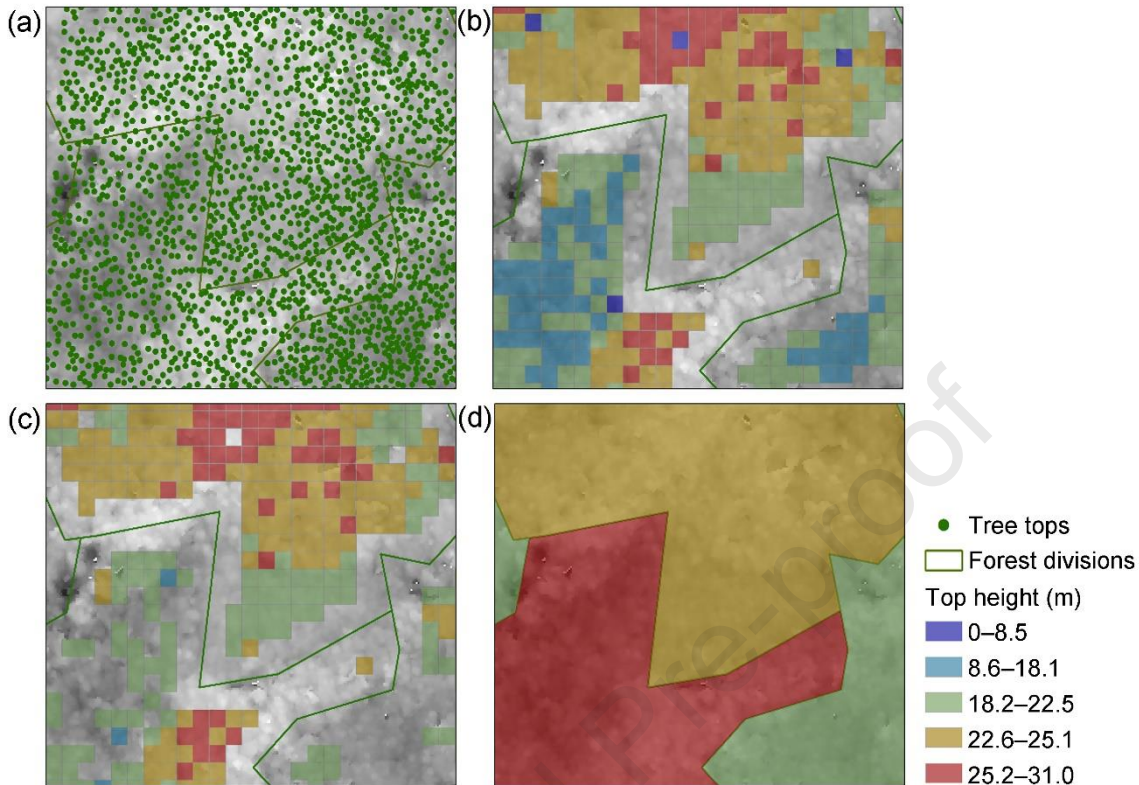 (a)
(b)
(c)
(d)
Tree tops
Forest divisions
Top height (m)
0–8.5
8.6–18.1
18.2–22.5
22.6–25.1
25.2–31.0
Pre-proof